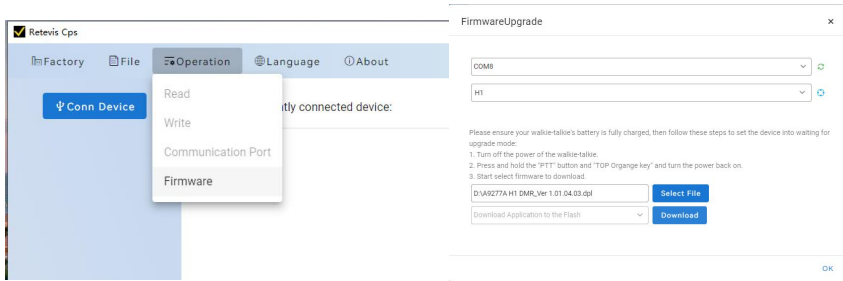 Retevis Cps
Factory File Operation Language About
Conn Device
Read
Write
Communication Port
Firmware
tly connected device:
FirmwareUpgrade ×
COM8
H1
Please ensure your walkie-talkie's battery is fully charged, then follow these steps to set the device into waiting for
upgrade mode:
1. Turn off the power of the walkie-talkie.
2. Press and hold the "PTT" button and "TOP Organge key" and turn the power back on.
3. Start select firmware to download.
D:\A9277A H1 DMR_Ver 1.01.04.03.dpl Select File
Download Application to the Flash Download
OK